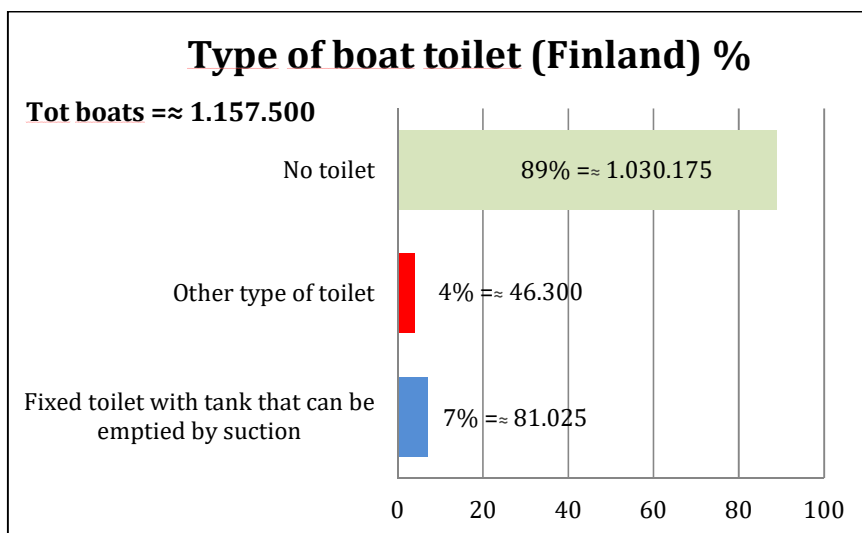 Type of boat toilet (Finland) %
Tot boats =≈ 1.157.500
No toilet
89% =≈ 1.030.175
Other type of toilet
4% =≈ 46.300
Fixed toilet with tank that can be
emptied by suction
7% =≈ 81.025
0 20 40 60 80 100